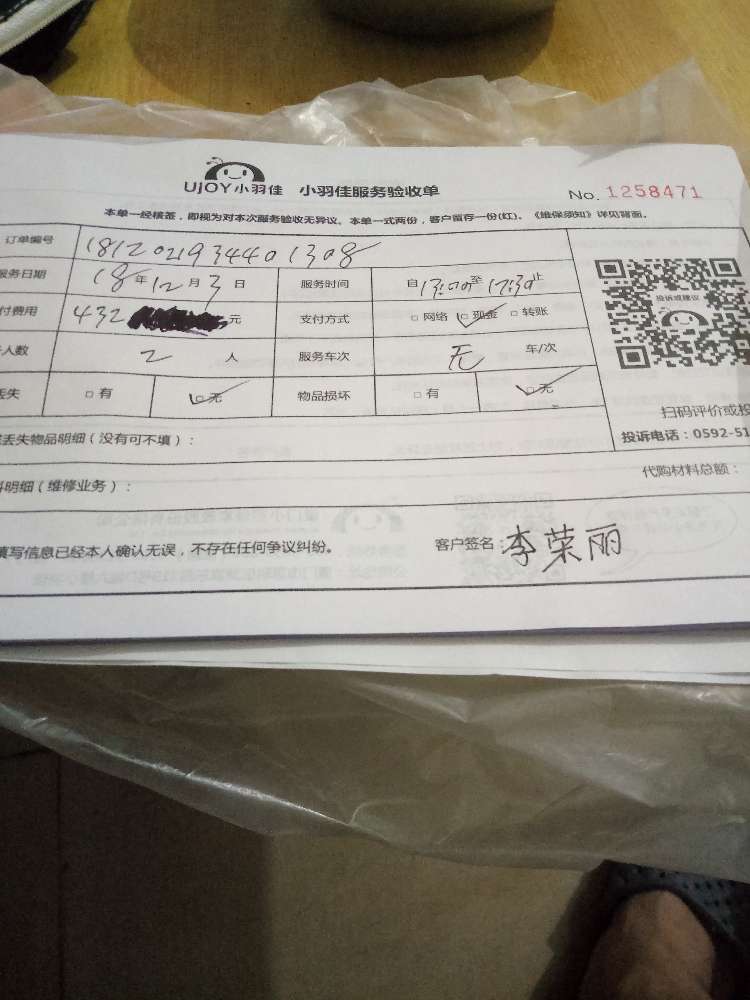 UJOY小羽佳 小羽佳服务验收单 No. 1258471
本单一经核签，即视为对本次服务验收无异议。本单一式两份，客户留存一份(红)。《维保须知》详见背面。
订单编号 1812021934401308
服务日期 18年12月3日 服务时间 自13:00至17:30止
付费用 432 元 支付方式 □网络 □现金 □转账
人数 2 人 服务车次 无 车/次
丢失 □有 □无 物品损坏 □有 □无
投诉或建议
扫码评价或投
投诉电话：0592-51
丢失物品明细（没有可不填）：
代购材料总额：
料明细（维修业务）：
填写信息已经本人确认无误，不存在任何争议纠纷。 客户签名：李荣丽